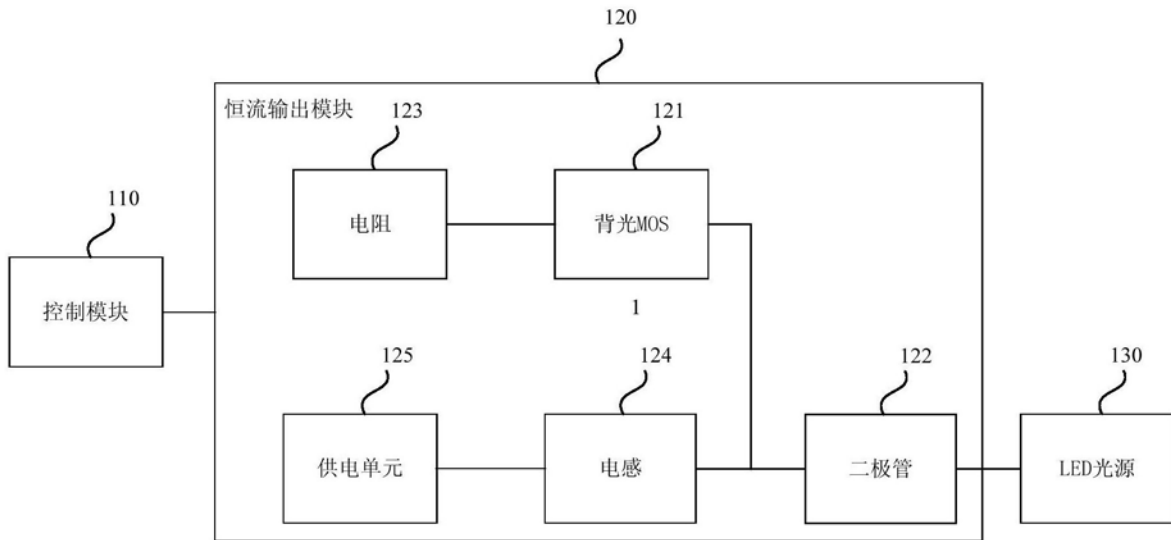 120
恒流输出模块
123
121
110
电阻
背光MOS
控制模块
1
125
124
122
130
供电单元
电感
二极管
LED光源